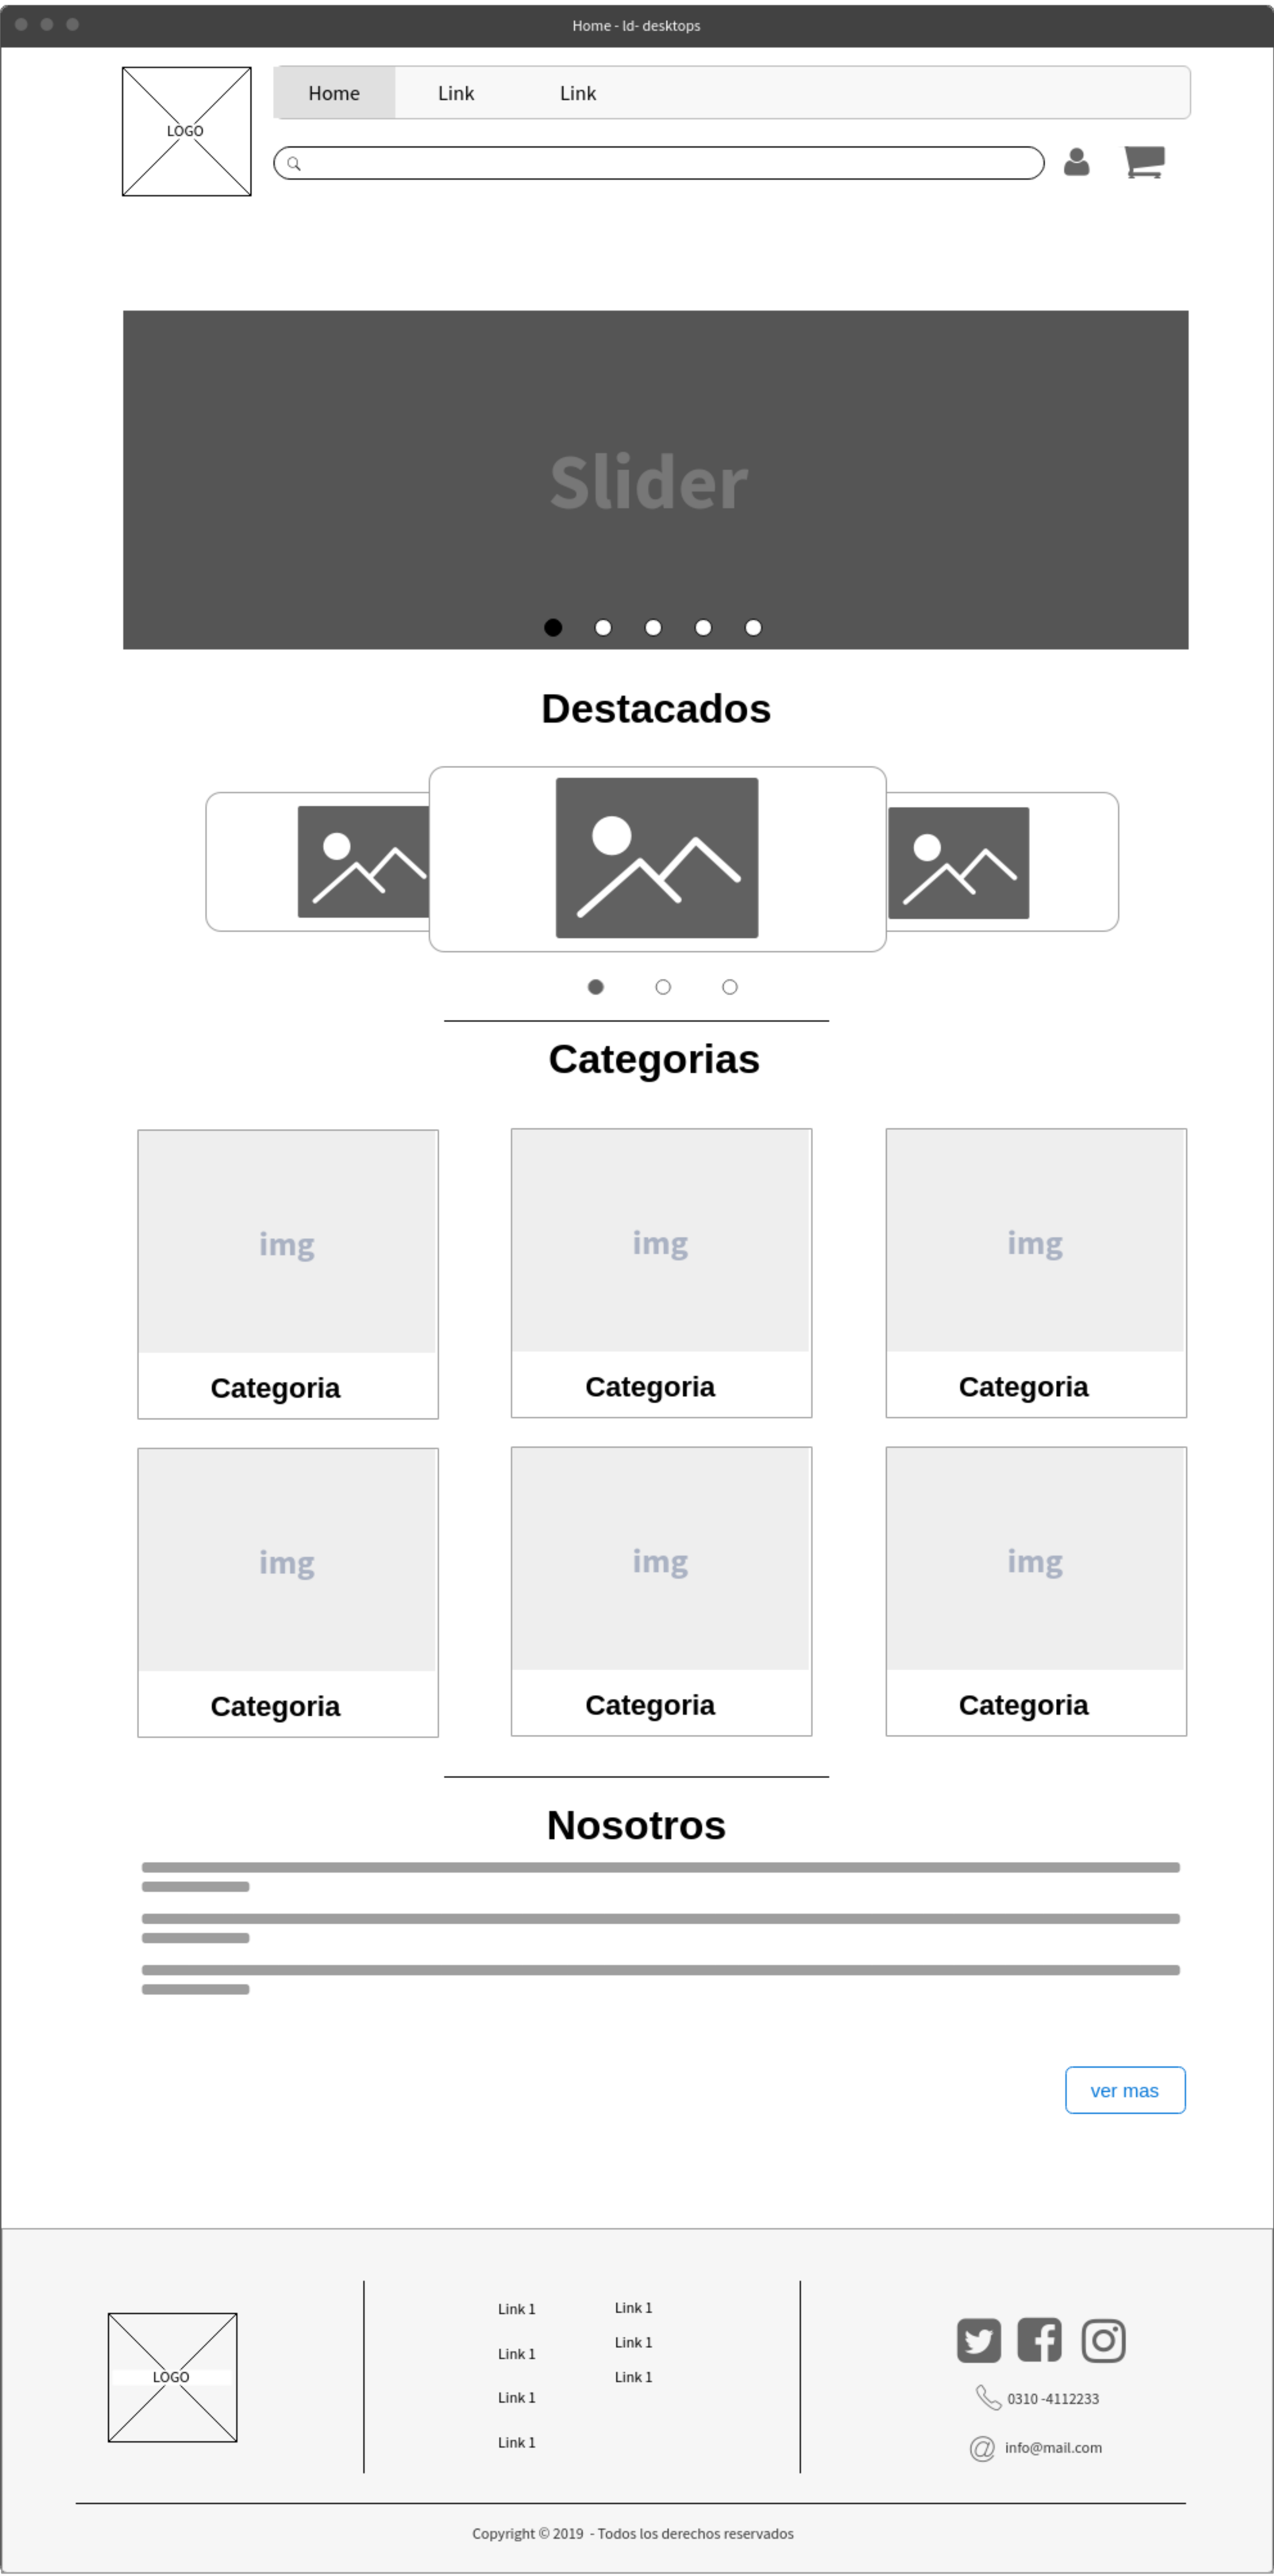 Home - ld- desktops
LOGO
Home Link Link
Slider
Destacados
Categorias
img img img
Categoria Categoria Categoria
img img img
Categoria Categoria Categoria
Nosotros
ver mas
LOGO
Link 1 Link 1
Link 1 Link 1
Link 1 Link 1
Link 1
0310 -4112233
info@mail.com
Copyright © 2019 - Todos los derechos reservados